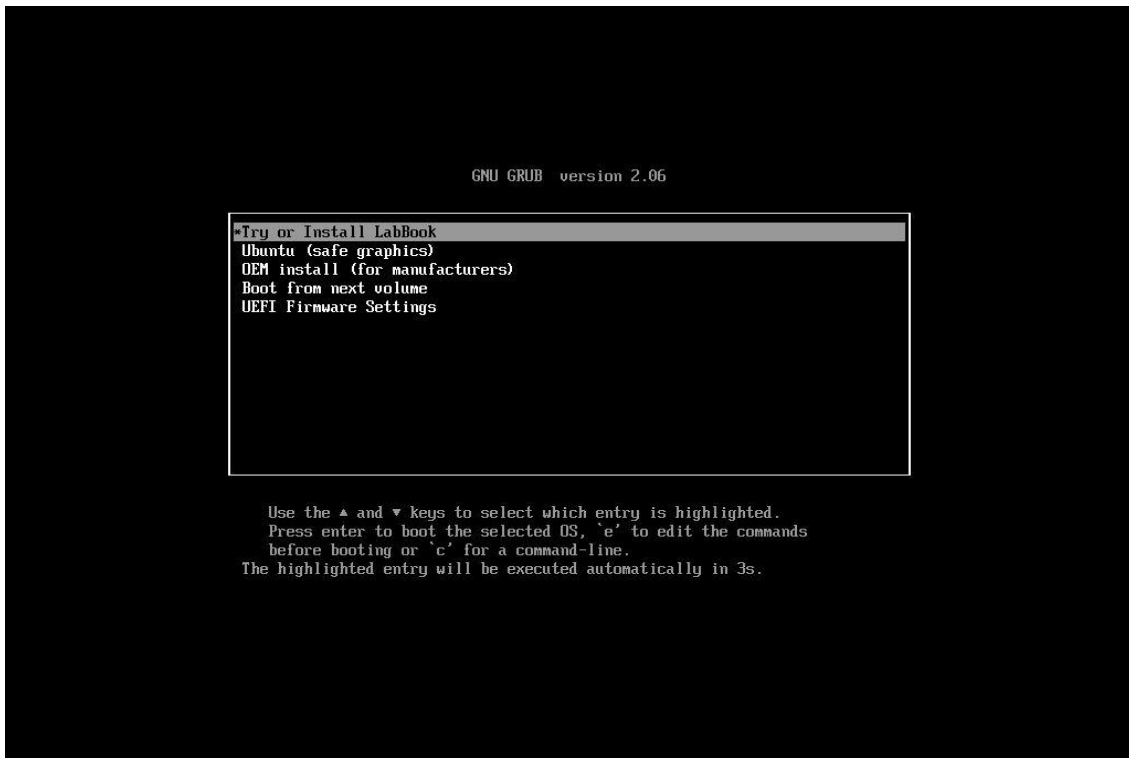 GNU GRUB version 2.06
*Try or Install LabBook
Ubuntu (safe graphics)
OEM install (for manufacturers)
Boot from next volume
UEFI Firmware Settings
Use the ▲ and ▼ keys to select which entry is highlighted.
Press enter to boot the selected OS, `e' to edit the commands
before booting or `c' for a command-line.
The highlighted entry will be executed automatically in 3s.